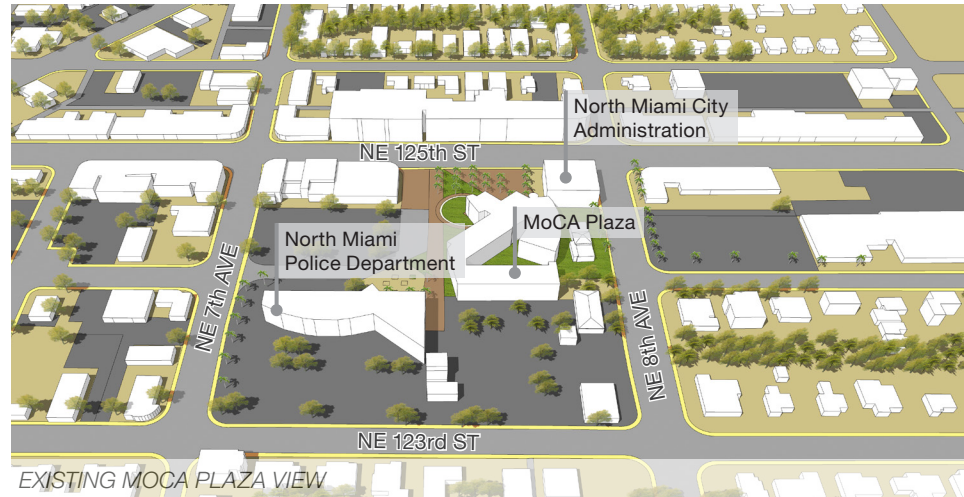 North Miami City
Administration
NE 125th ST
MoCA Plaza
North Miami
Police Department
NE 7th AVE
NE 8th AVE
NE 123rd ST
EXISTING MOCA PLAZA VIEW